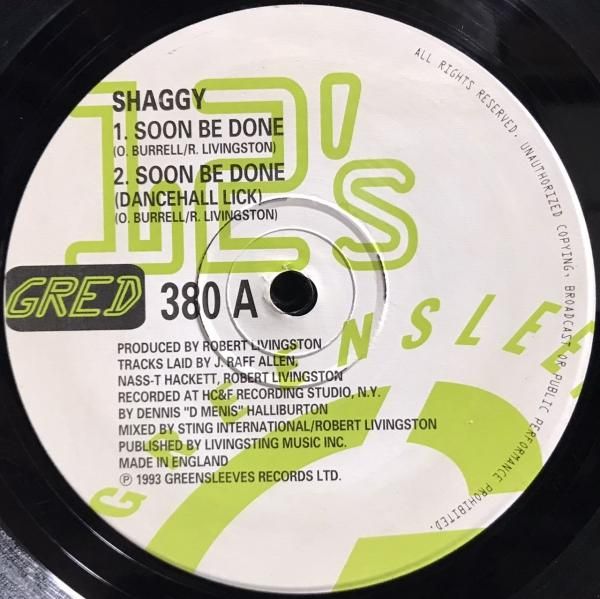 12's
SHAGGY
1. SOON BE DONE
(O. BURRELL/R. LIVINGSTON)
2. SOON BE DONE
(DANCEHALL LICK)
(O. BURRELL/R. LIVINGSTON)
GRED 380 A
PRODUCED BY ROBERT LIVINGSTON
TRACKS LAID BY J. RAFF ALLEN,
NASS-T HACKETT, ROBERT LIVINGSTON
RECORDED AT HC&F RECORDING STUDIO, N.Y.
BY DENNIS "D MENIS" HALLIBURTON
MIXED BY STING INTERNATIONAL/ROBERT LIVINGSTON
PUBLISHED BY LIVINGSTING MUSIC INC.
MADE IN ENGLAND
℗ 1993 GREENSLEEVES RECORDS LTD.
ALL RIGHTS RESERVED. UNAUTHORIZED COPYING, BROADCAST OR PUBLIC PERFORMANCE PROHIBITED.